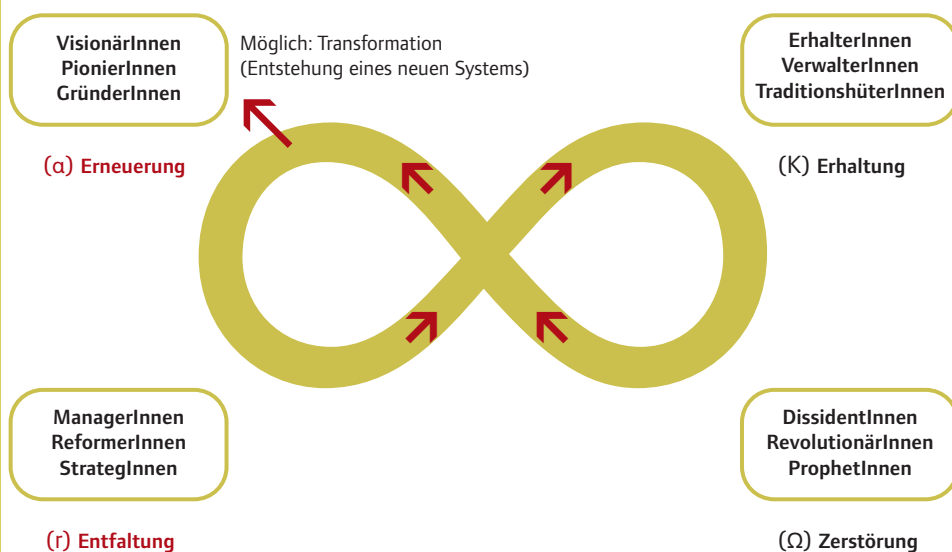 VisionärInnen
PionierInnen
GründerInnen
Möglich: Transformation
(Entstehung eines neuen Systems)
ErhalterInnen
VerwalterInnen
TraditionshüterInnen
(α) Erneuerung
(K) Erhaltung
ManagerInnen
ReformerInnen
StrategInnen
DissidentInnen
RevolutionärInnen
ProphetInnen
(r) Entfaltung
(Ω) Zerstörung